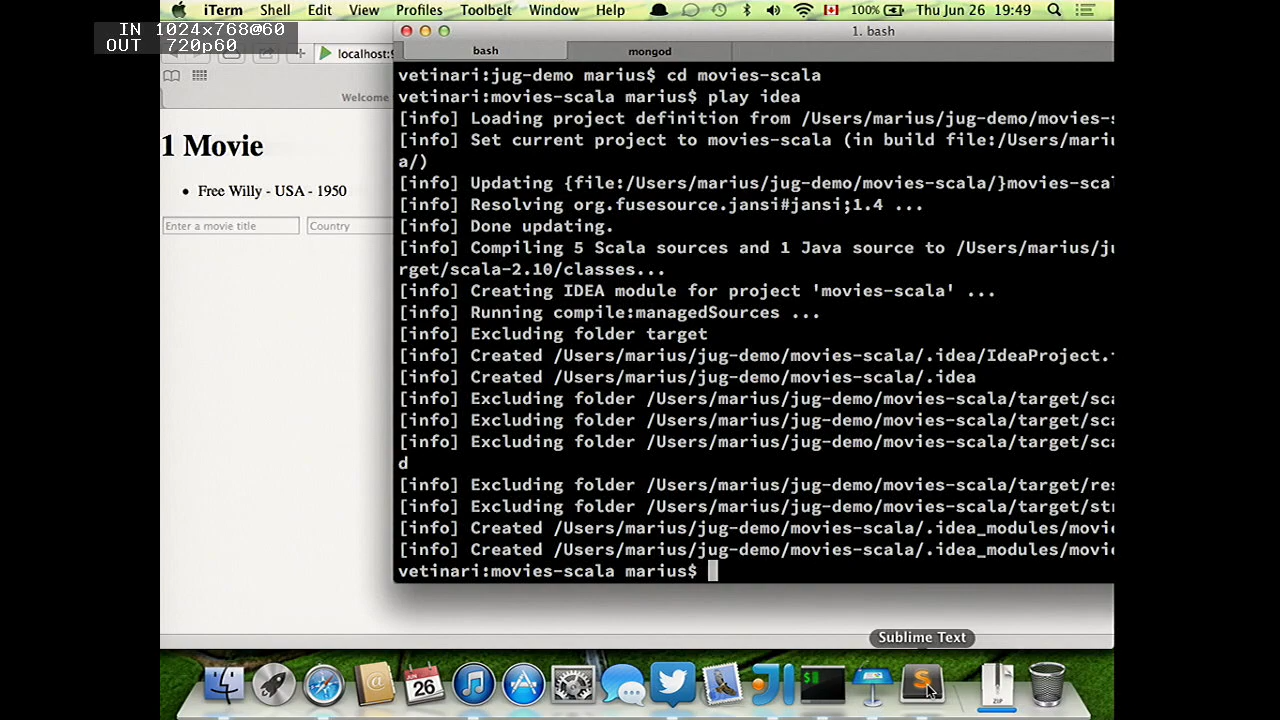 IN 1024x768@60
OUT 720p60
iTerm Shell Edit View Profiles Toolbelt Window Help 100% Thu Jun 26 19:49
1. bash
bash mongod
localhost:9
Welcome
1 Movie
Free Willy - USA - 1950
Enter a movie title Country
vetinari:jug-demo marius$ cd movies-scala
vetinari:movies-scala marius$ play idea
[info] Loading project definition from /Users/marius/jug-demo/movies-s
[info] Set current project to movies-scala (in build file:/Users/mariu
a/)
[info] Updating {file:/Users/marius/jug-demo/movies-scala/}movies-sca
[info] Resolving org.fusesource.jansi#jansi;1.4 ...
[info] Done updating.
[info] Compiling 5 Scala sources and 1 Java source to /Users/marius/ju
rget/scala-2.10/classes...
[info] Creating IDEA module for project 'movies-scala' ...
[info] Running compile:managedSources ...
[info] Excluding folder target
[info] Created /Users/marius/jug-demo/movies-scala/.idea/IdeaProject.
[info] Created /Users/marius/jug-demo/movies-scala/.idea
[info] Excluding folder /Users/marius/jug-demo/movies-scala/target/sca
[info] Excluding folder /Users/marius/jug-demo/movies-scala/target/sca
[info] Excluding folder /Users/marius/jug-demo/movies-scala/target/sca
d
[info] Excluding folder /Users/marius/jug-demo/movies-scala/target/res
[info] Excluding folder /Users/marius/jug-demo/movies-scala/target/str
[info] Created /Users/marius/jug-demo/movies-scala/.idea_modules/movie
[info] Created /Users/marius/jug-demo/movies-scala/.idea_modules/movie
vetinari:movies-scala marius$
Sublime Text
JUN
26
ZIP